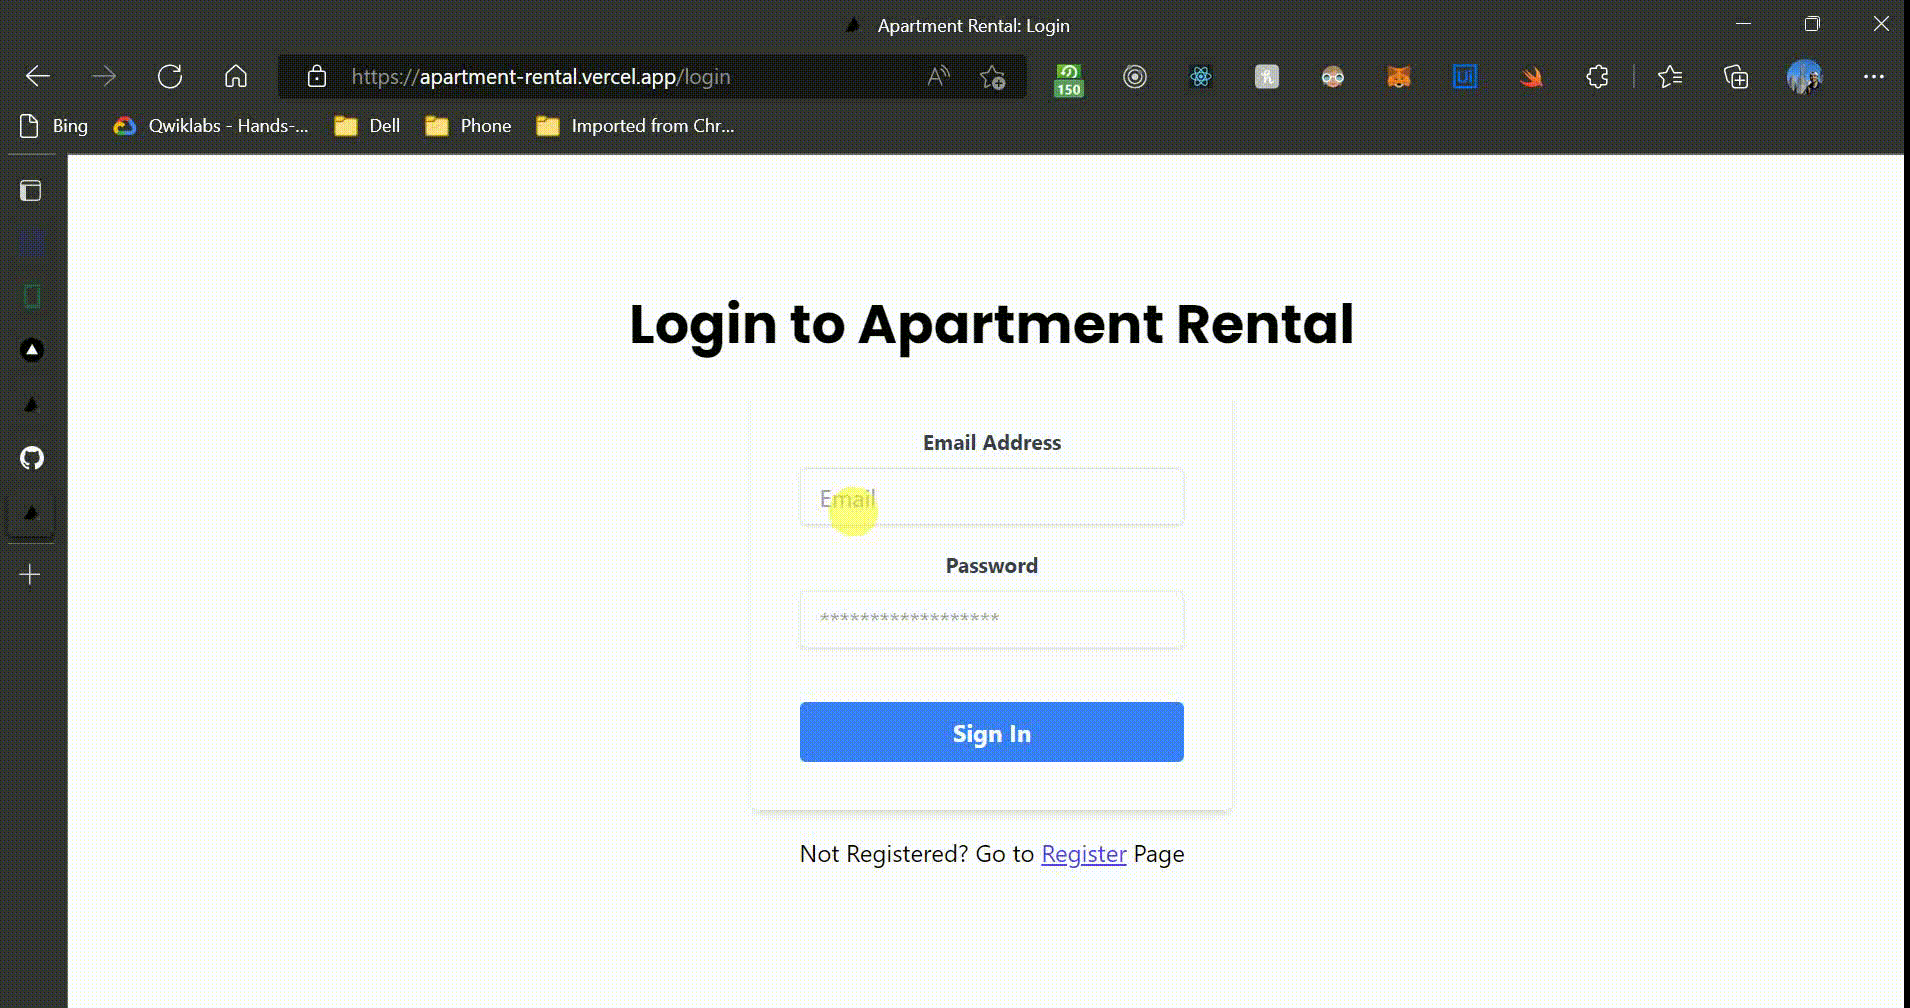 Apartment Rental: Login
https://apartment-rental.vercel.app/login
150
Bing
Qwiklabs - Hands-...
Dell
Phone
Imported from Chr...
Login to Apartment Rental
Email Address
Email
Password
******************
Sign In
Not Registered? Go to Register Page